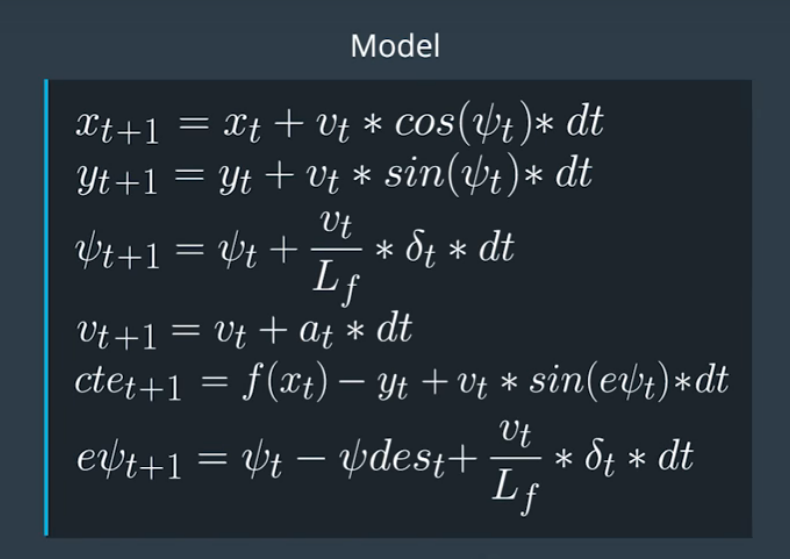 Model
x_{t+1} = x_t + v_t * cos(ψ_t) * dt
y_{t+1} = y_t + v_t * sin(ψ_t) * dt
ψ_{t+1} = ψ_t + \frac{v_t}{L_f} * δ_t * dt
v_{t+1} = v_t + a_t * dt
cte_{t+1} = f(x_t) − y_t + v_t * sin(eψ_t) * dt
eψ_{t+1} = ψ_t − ψdes_t + \frac{v_t}{L_f} * δ_t * dt